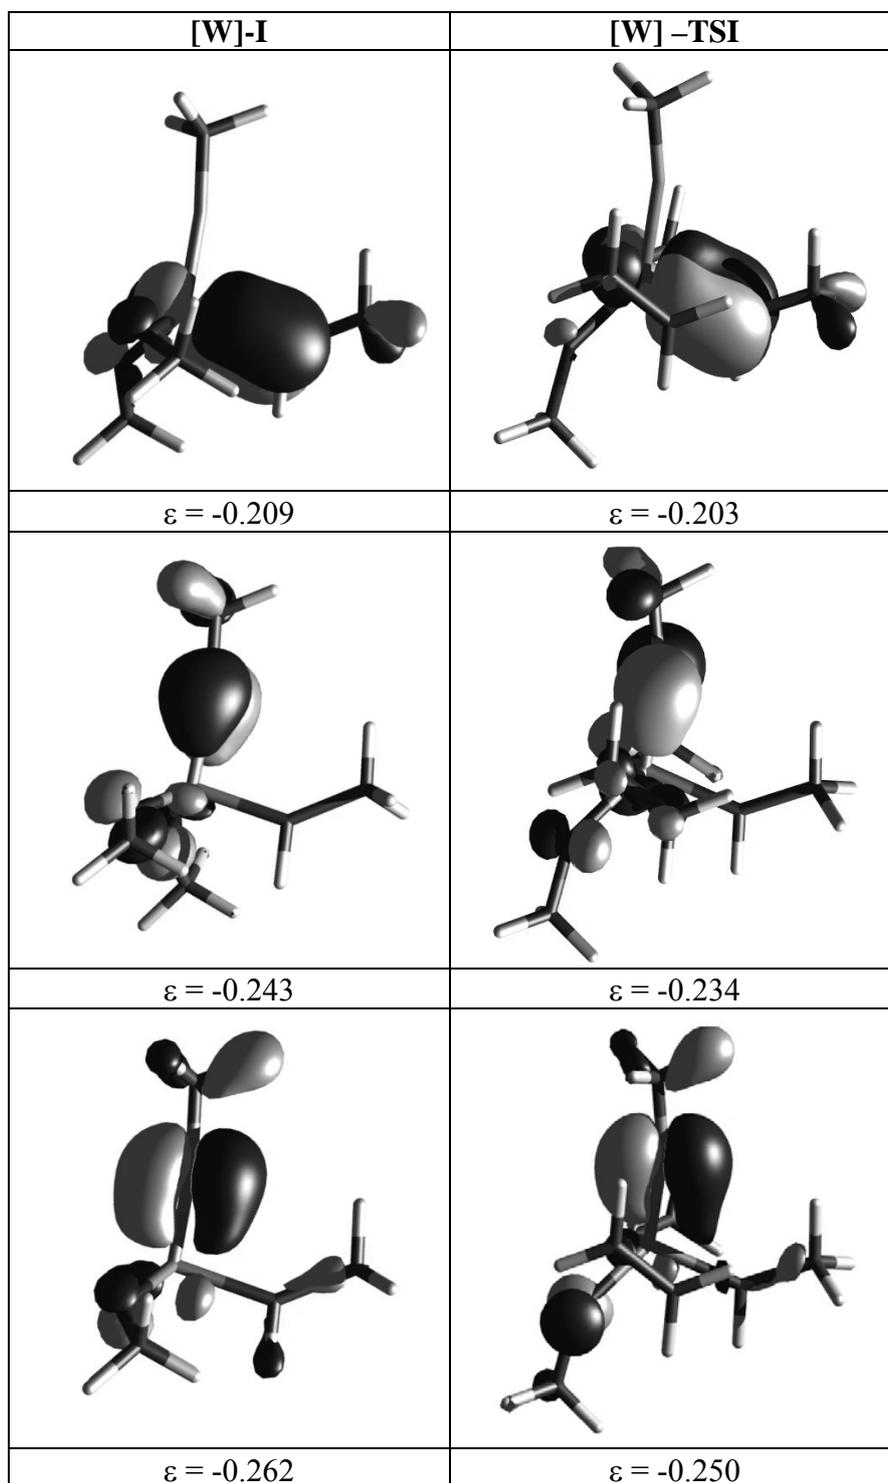 [W]-I
[W] –TSI
ε = -0.209
ε = -0.203
ε = -0.243
ε = -0.234
ε = -0.262
ε = -0.250